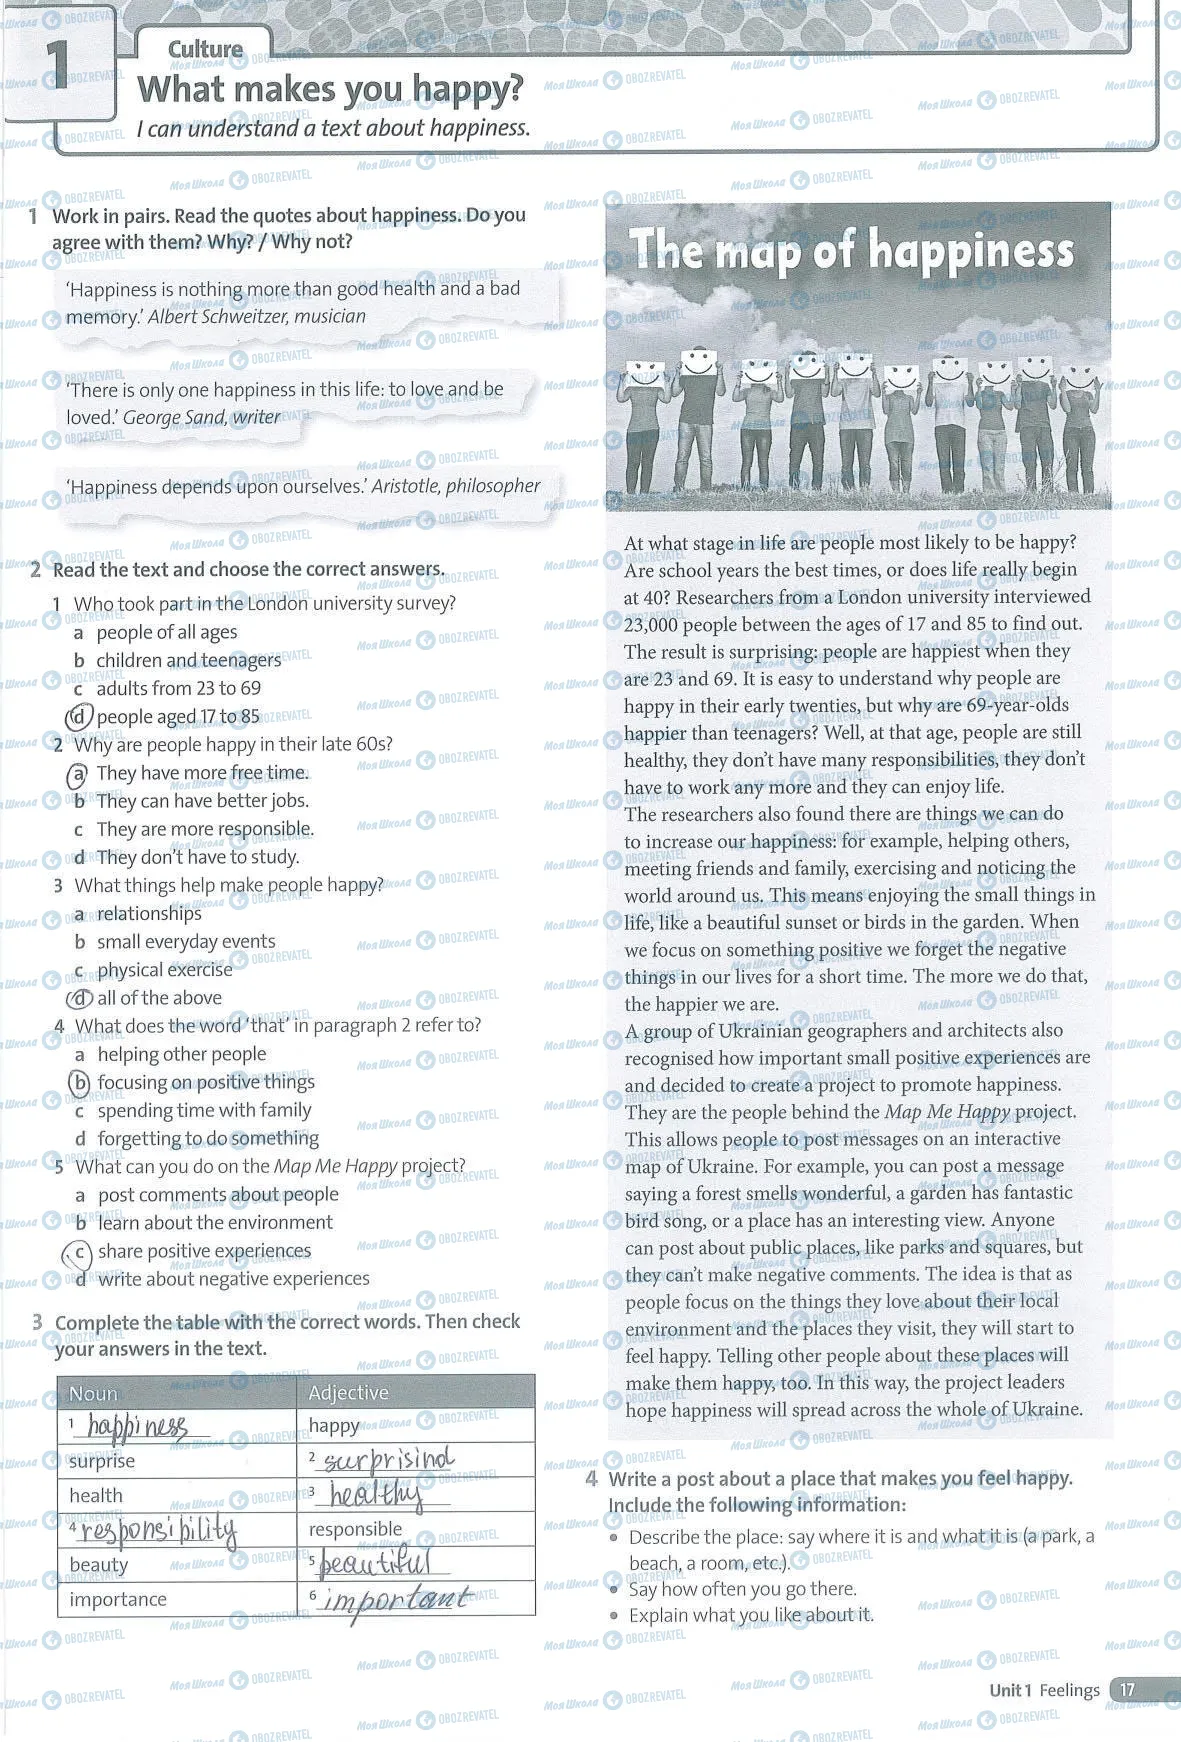 1
Culture
What makes you happy?
I can understand a text about happiness.
1 Work in pairs. Read the quotes about happiness. Do you
agree with them? Why? / Why not?
‘Happiness is nothing more than good health and a bad
memory.’ Albert Schweitzer, musician
‘There is only one happiness in this life: to love and be
loved.’ George Sand, writer
‘Happiness depends upon ourselves.’ Aristotle, philosopher
2 Read the text and choose the correct answers.
1 Who took part in the London university survey?
a people of all ages
b children and teenagers
c adults from 23 to 69
d people aged 17 to 85
2 Why are people happy in their late 60s?
a They have more free time.
b They can have better jobs.
c They are more responsible.
d They don’t have to study.
3 What things help make people happy?
a relationships
b small everyday events
c physical exercise
d all of the above
4 What does the word ‘that’ in paragraph 2 refer to?
a helping other people
b focusing on positive things
c spending time with family
d forgetting to do something
5 What can you do on the Map Me Happy project?
a post comments about people
b learn about the environment
c share positive experiences
d write about negative experiences
3 Complete the table with the correct words. Then check
your answers in the text.
Noun Adjective
1 happiness happy
surprise 2 surprisind
health 3 healthy
4 responsibility responsible
beauty 5 beautiful
importance 6 important
The map of happiness
At what stage in life are people most likely to be happy?
Are school years the best times, or does life really begin
at 40? Researchers from a London university interviewed
23,000 people between the ages of 17 and 85 to find out.
The result is surprising: people are happiest when they
are 23 and 69. It is easy to understand why people are
happy in their early twenties, but why are 69-year-olds
happier than teenagers? Well, at that age, people are still
healthy, they don’t have many responsibilities, they don’t
have to work any more and they can enjoy life.
The researchers also found there are things we can do
to increase our happiness: for example, helping others,
meeting friends and family, exercising and noticing the
world around us. This means enjoying the small things in
life, like a beautiful sunset or birds in the garden. When
we focus on something positive we forget the negative
things in our lives for a short time. The more we do that,
the happier we are.
A group of Ukrainian geographers and architects also
recognised how important small positive experiences are
and decided to create a project to promote happiness.
They are the people behind the Map Me Happy project.
This allows people to post messages on an interactive
map of Ukraine. For example, you can post a message
saying a forest smells wonderful, a garden has fantastic
bird song, or a place has an interesting view. Anyone
can post about public places, like parks and squares, but
they can’t make negative comments. The idea is that as
people focus on the things they love about their local
environment and the places they visit, they will start to
feel happy. Telling other people about these places will
make them happy, too. In this way, the project leaders
hope happiness will spread across the whole of Ukraine.
4 Write a post about a place that makes you feel happy.
Include the following information:
• Describe the place: say where it is and what it is (a park, a
beach, a room, etc.).
• Say how often you go there.
• Explain what you like about it.
Unit 1 Feelings 17
Моя Школа OBOZREVATEL